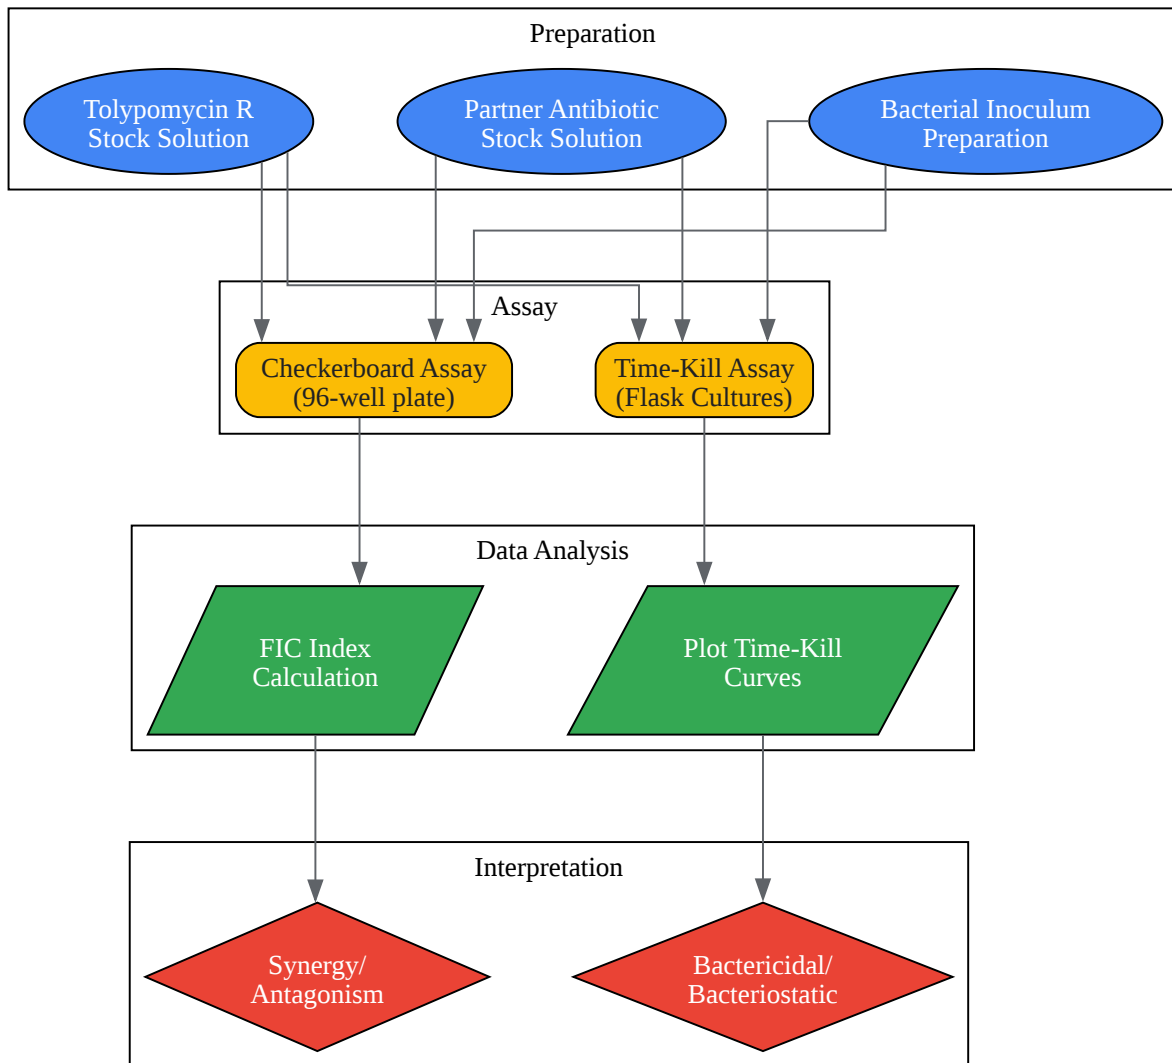 Preparation
Tolypomycin R
Stock Solution
Partner Antibiotic
Stock Solution
Bacterial Inoculum
Preparation
Assay
Checkerboard Assay
(96-well plate)
Time-Kill Assay
(Flask Cultures)
Data Analysis
FIC Index
Calculation
Plot Time-Kill
Curves
Interpretation
Synergy/
Antagonism
Bactericidal/
Bacteriostatic